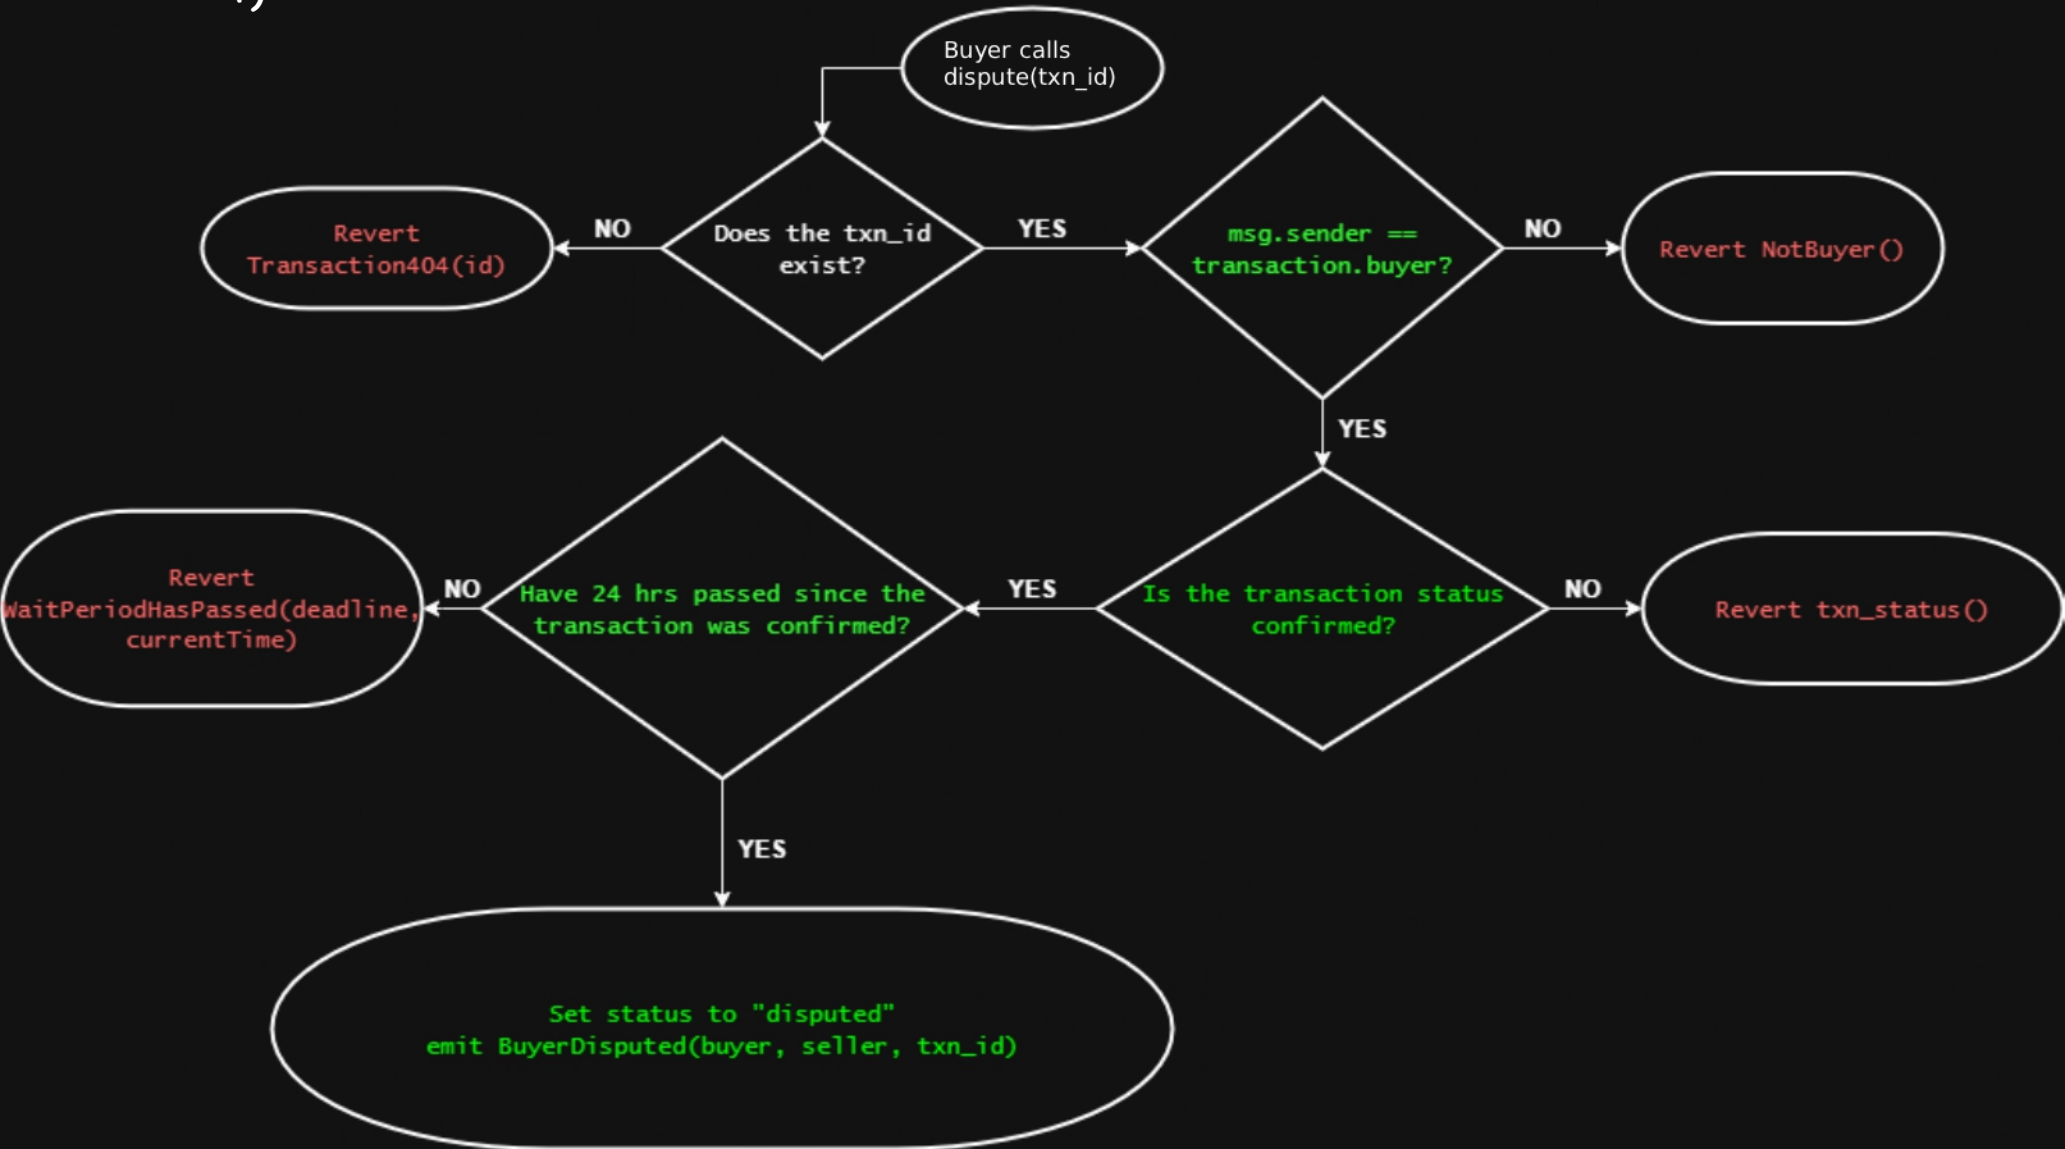 Buyer calls
dispute(txn_id)
Does the txn_id
exist?
NO
Revert
Transaction404(id)
YES
msg.sender ==
transaction.buyer?
NO
Revert NotBuyer()
YES
Is the transaction status
confirmed?
NO
Revert txn_status()
YES
Have 24 hrs passed since the
transaction was confirmed?
NO
Revert
WaitPeriodHasPassed(deadline,
currentTime)
YES
Set status to "disputed"
emit BuyerDisputed(buyer, seller, txn_id)